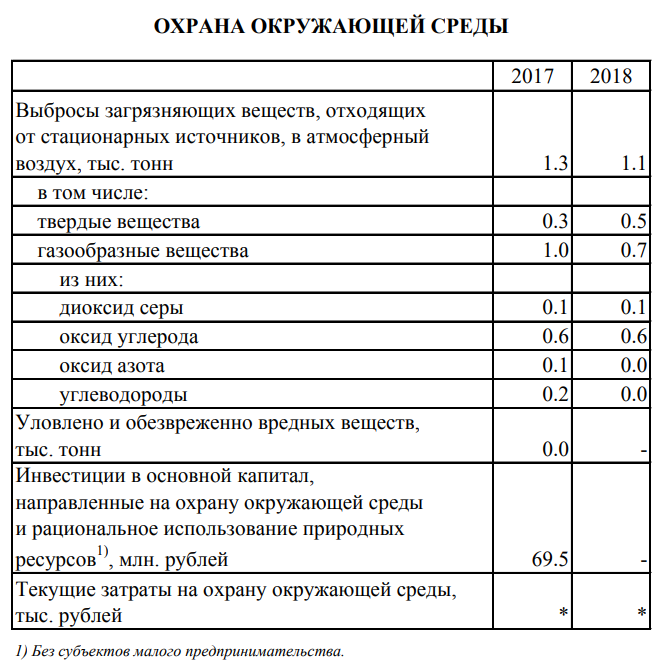 ОХРАНА ОКРУЖАЮЩЕЙ СРЕДЫ
2017 2018
Выбросы загрязняющих веществ, отходящих
от стационарных источников, в атмосферный
воздух, тыс. тонн 1.3 1.1
в том числе:
твердые вещества 0.3 0.5
газообразные вещества 1.0 0.7
из них:
диоксид серы 0.1 0.1
оксид углерода 0.6 0.6
оксид азота 0.1 0.0
углеводороды 0.2 0.0
Уловлено и обезврежено вредных веществ,
тыс. тонн 0.0 -
Инвестиции в основной капитал,
направленные на охрану окружающей среды
и рациональное использование природных
ресурсов1), млн. рублей 69.5 -
Текущие затраты на охрану окружающей среды,
тыс. рублей * *
1) Без субъектов малого предпринимательства.